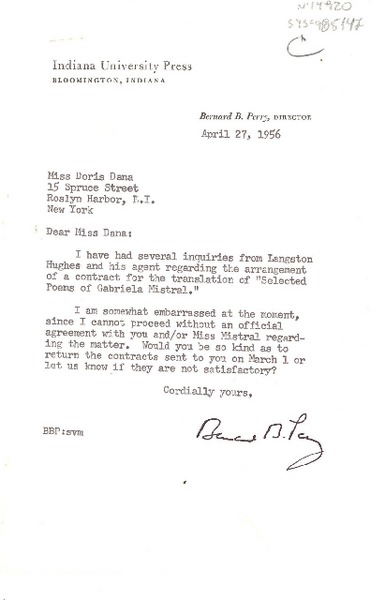 Nº14920
Indiana University Press
BLOOMINGTON, INDIANA
Bernard B. Perry, DIRECTOR
April 27, 1956
Miss Doris Dana
15 Spruce Street
Roslyn Harbor, L.I.
New York
Dear Miss Dana:
I have had several inquiries from Langston
Hughes and his agent regarding the arrangement
of a contract for the translation of "Selected
Poems of Gabriela Mistral."
I am somewhat embarrassed at the moment,
since I cannot proceed without an official
agreement with you and/or Miss Mistral regard-
ing the matter. Would you be so kind as to
return the contracts sent to you on March 1 or
let us know if they are not satisfactory?
Cordially yours,
BBP:svm